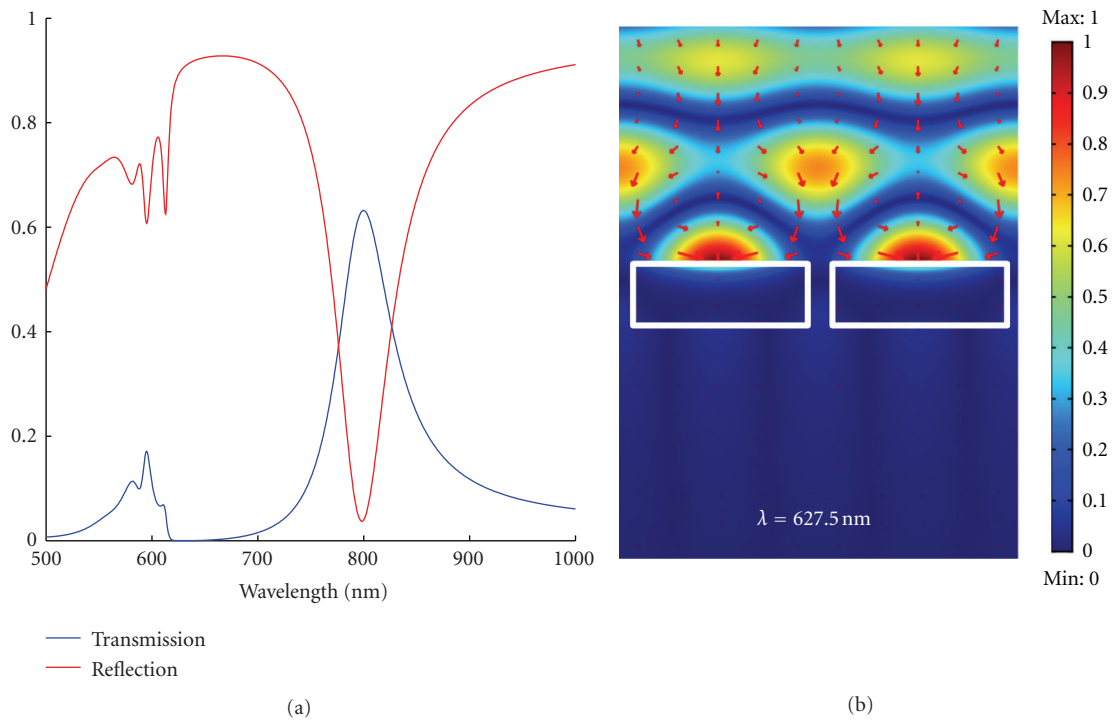 1
0.8
0.6
0.4
0.2
0
500
600
700
800
900
1000
Wavelength (nm)
Transmission
Reflection
(a)
Max: 1
1
0.9
0.8
0.7
0.6
0.5
0.4
0.3
0.2
0.1
0
Min: 0
λ = 627.5 nm
(b)